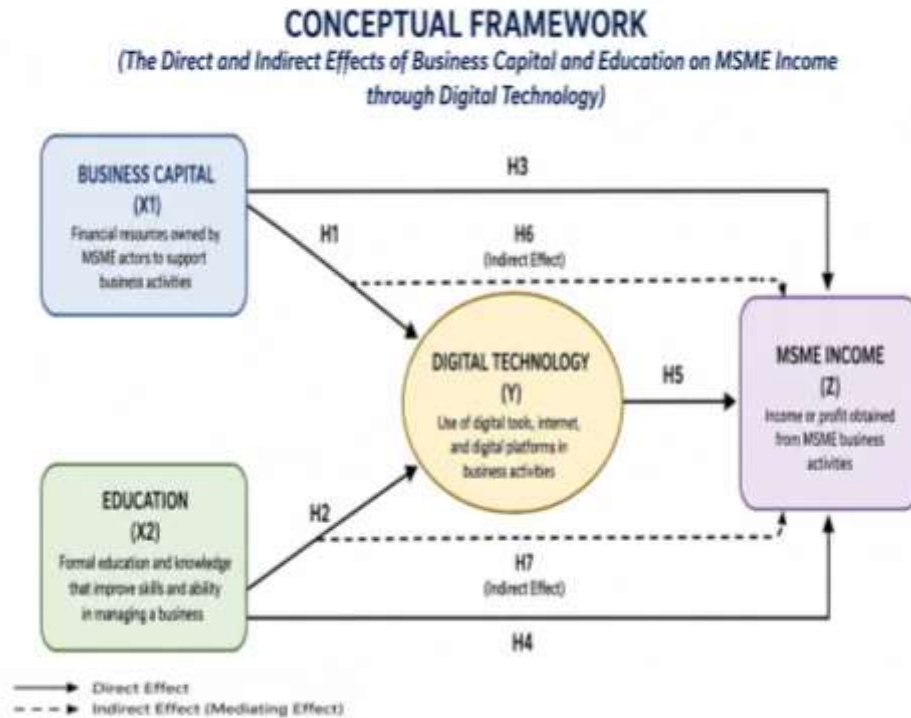 CONCEPTUAL FRAMEWORK
(The Direct and Indirect Effects of Business Capital and Education on MSME Income
through Digital Technology)
BUSINESS CAPITAL
(X1)
Financial resources owned by
MSME actors to support
business activities
H3
H1
H6
(Indirect Effect)
DIGITAL TECHNOLOGY
(Y)
Use of digital tools, internet,
and digital platforms in
business activities
H5
MSME INCOME
(Z)
Income or profit obtained
from MSME business
activities
EDUCATION
(X2)
Formal education and knowledge
that improve skills and ability
in managing a business
H2
H7
(Indirect Effect)
H4
Direct Effect
Indirect Effect (Mediating Effect)